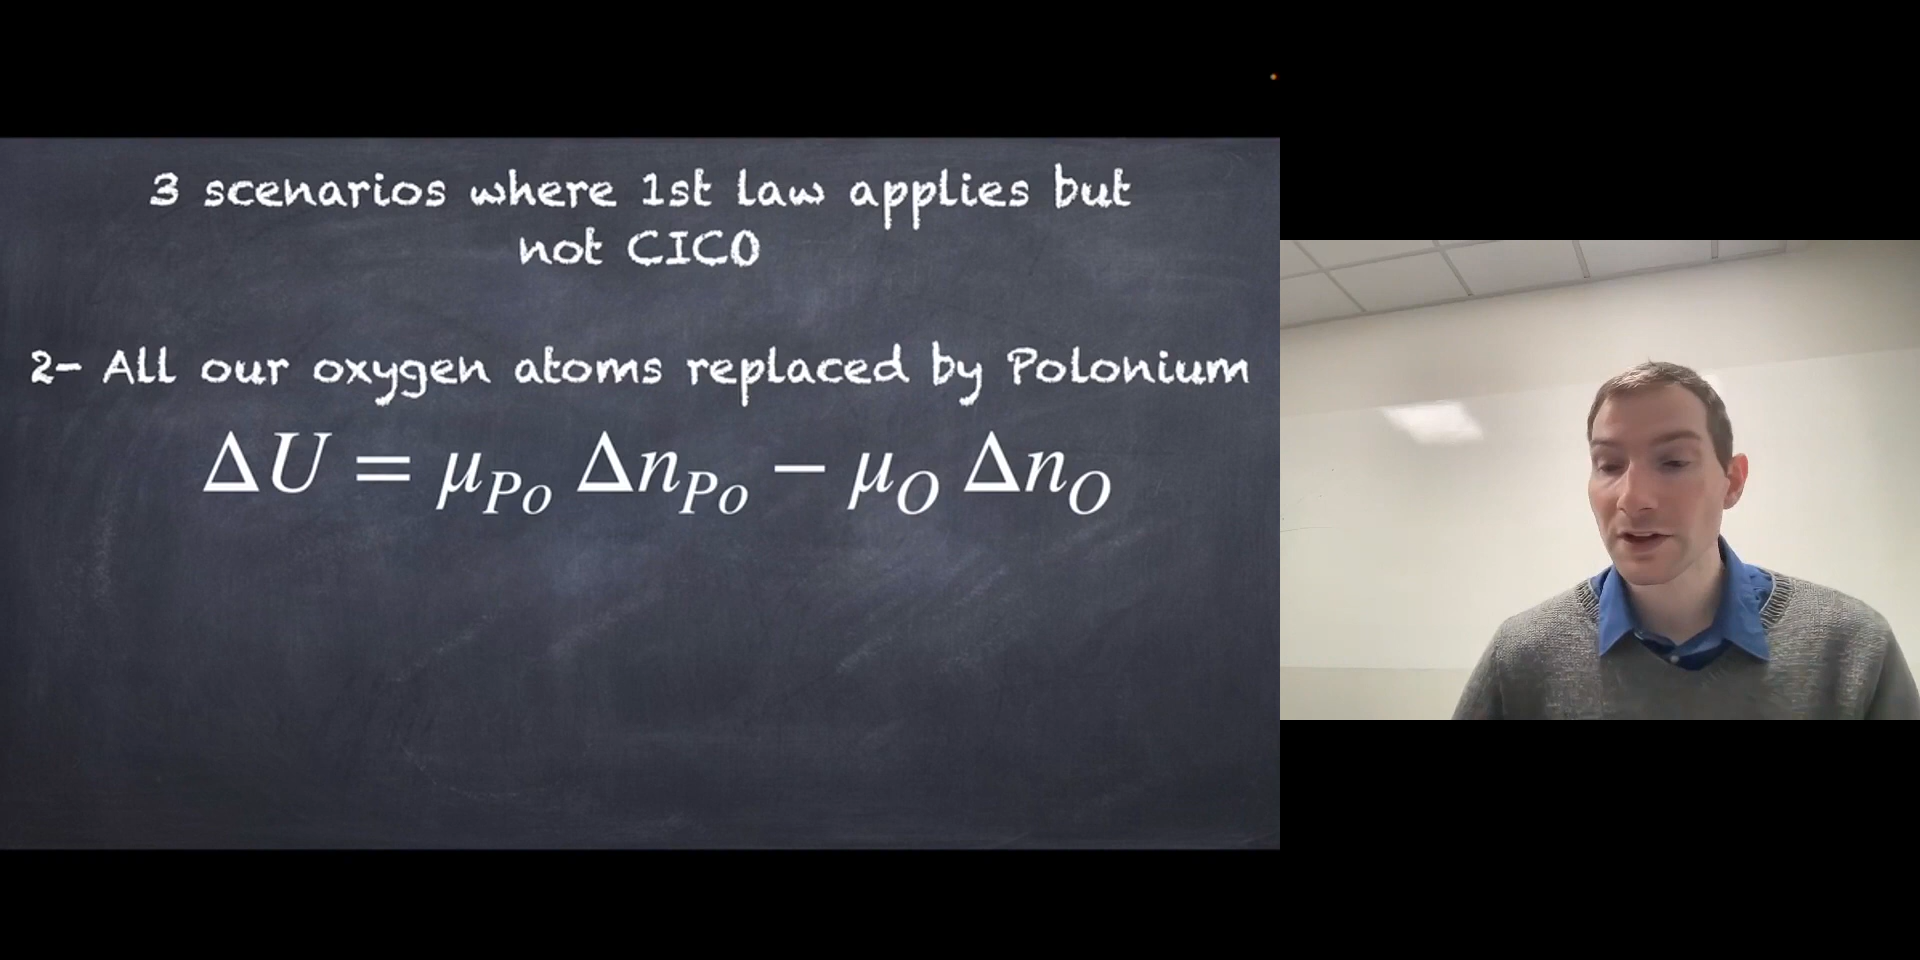 3 scenarios where 1st law applies but
not CICO
2- All our oxygen atoms replaced by Polonium
ΔU = μ_Po Δn_Po − μ_O Δn_O